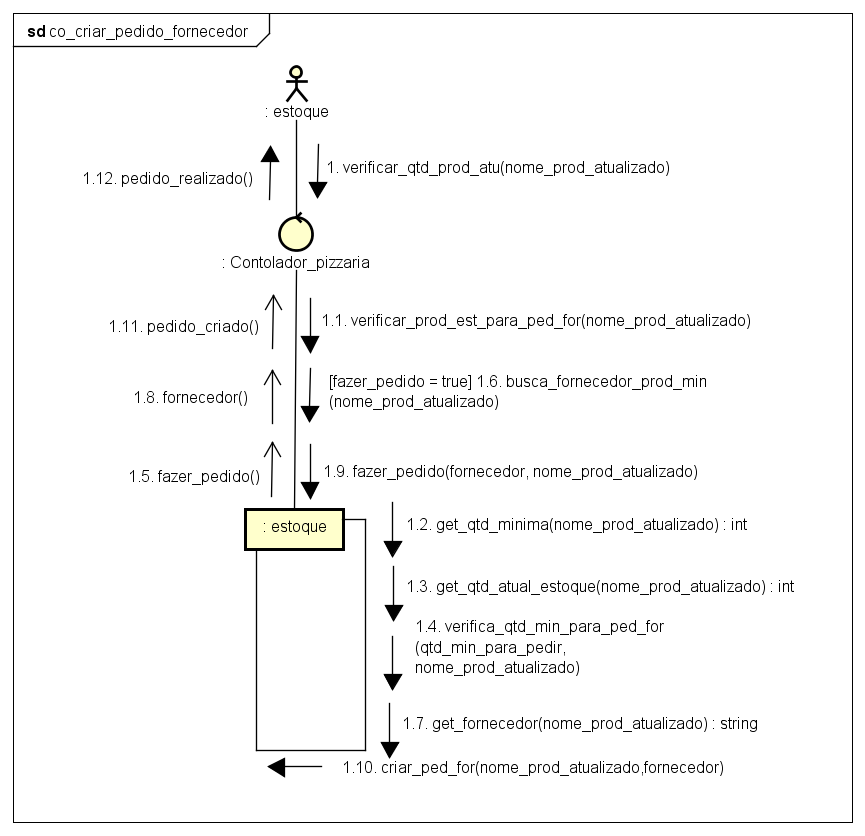 sd co_criar_pedido_fornecedor
: estoque
1. verificar_qtd_prod_atu(nome_prod_atualizado)
1.12. pedido_realizado()
: Contolador_pizzaria
1.1. verificar_prod_est_para_ped_for(nome_prod_atualizado)
1.11. pedido_criado()
[fazer_pedido = true] 1.6. busca_fornecedor_prod_min
(nome_prod_atualizado)
1.8. fornecedor()
1.9. fazer_pedido(fornecedor, nome_prod_atualizado)
1.5. fazer_pedido()
: estoque
1.2. get_qtd_minima(nome_prod_atualizado) : int
1.3. get_qtd_atual_estoque(nome_prod_atualizado) : int
1.4. verifica_qtd_min_para_ped_for
(qtd_min_para_pedir,
nome_prod_atualizado)
1.7. get_fornecedor(nome_prod_atualizado) : string
1.10. criar_ped_for(nome_prod_atualizado,fornecedor)